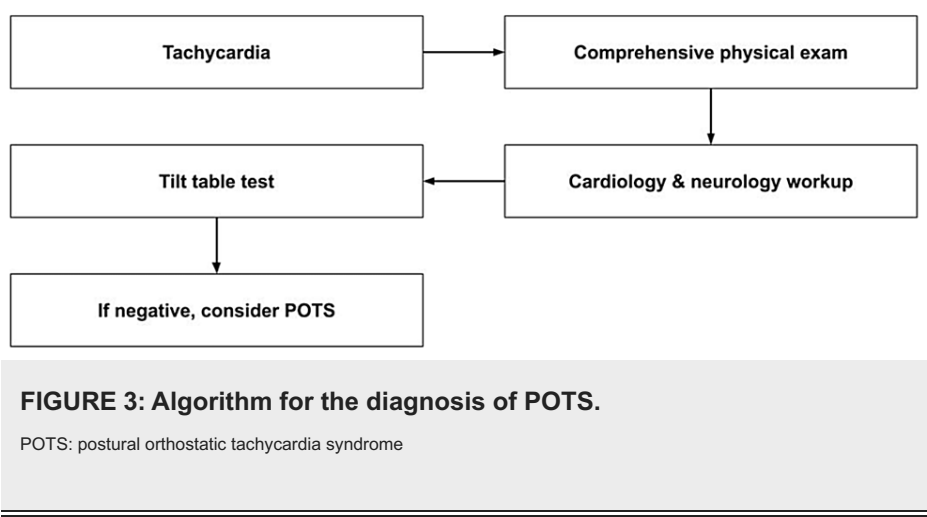 Tachycardia
Comprehensive physical exam
Cardiology & neurology workup
Tilt table test
If negative, consider POTS
FIGURE 3: Algorithm for the diagnosis of POTS.
POTS: postural orthostatic tachycardia syndrome